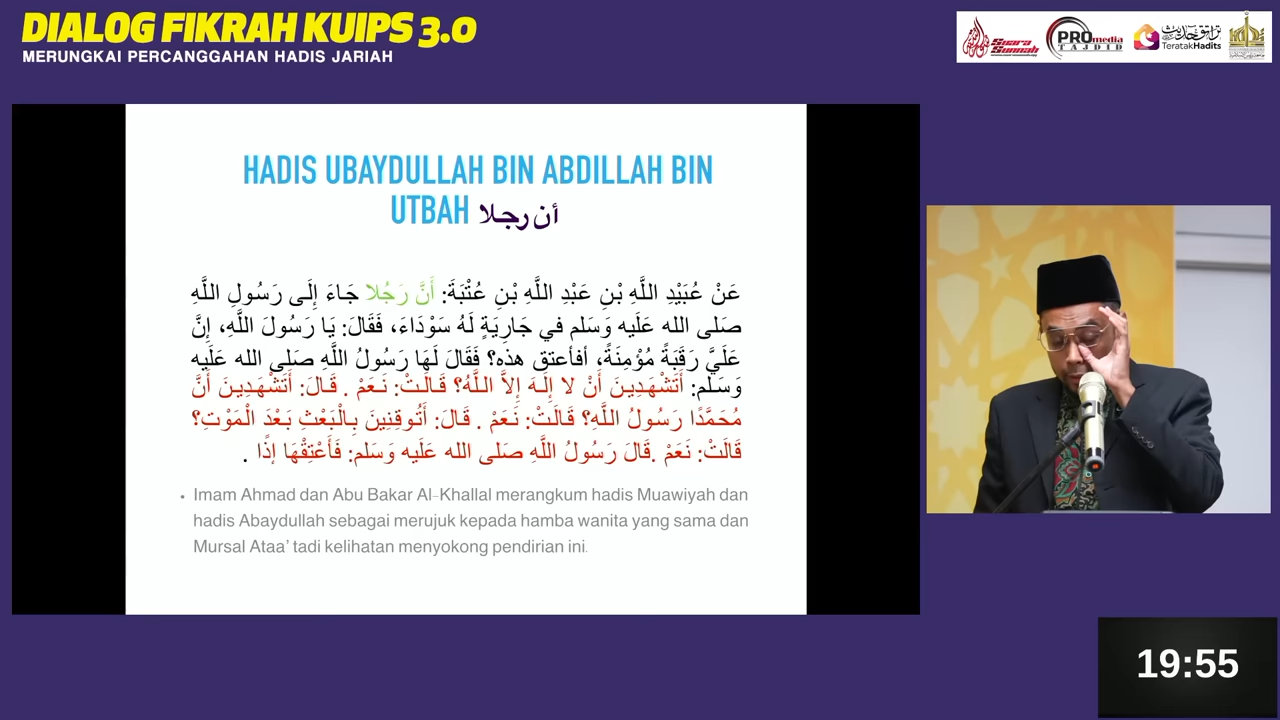 DIALOG FIKRAH KUIPS 3.0
MERUNGKAI PERCANGGAHAN HADIS JARIAH
Suara Sunnah
PROmedia
TAJDID
TeratakHadits
HADIS UBAYDULLAH BIN ABDILLAH BIN
UTBAH أن رجلا
عَنْ عُبَيْدِ اللَّهِ بْنِ عَبْدِ اللَّهِ بْنِ عُتْبَةَ: أَنَّ رَجُلا جَاءَ إِلَى رَسُولِ اللَّهِ
صَلى الله عَلَيه وَسَلم في جَارِيَةٍ لَهُ سَوْدَاءَ، فَقَالَ: يَا رَسُولَ اللَّهِ، إِنَّ
عَلَيَّ رَقَبَةً مُؤْمِنَةً، أفأعتق هذه؟ فَقَالَ لَهَا رَسُولُ اللَّهِ صَلى الله عَلَيه
وَسَلم: أَتَشْهَدِينَ أَنْ لا إِلهَ إِلاَّ اللَّهُ؟ قَالَتْ: نَعَمْ . قَالَ: أَتَشْهَدِينَ أَنَّ
مُحَمَّدًا رَسُولُ اللَّهِ؟ قَالَتْ: نَعَمْ . قَالَ: أَتُوقِنِينَ بِالْبَعْثِ بَعْدَ الْمَوْتِ؟
قَالَتْ: نَعَمْ .قَالَ رَسُولُ اللَّهِ صَلى الله عَلَيه وَسَلم: فَأَعْتِقْهَا إِذًا .
• Imam Ahmad dan Abu Bakar Al-Khallal merangkum hadis Muawiyah dan
hadis Abaydullah sebagai merujuk kepada hamba wanita yang sama dan
Mursal Ataa' tadi kelihatan menyokong pendirian ini.
19:55